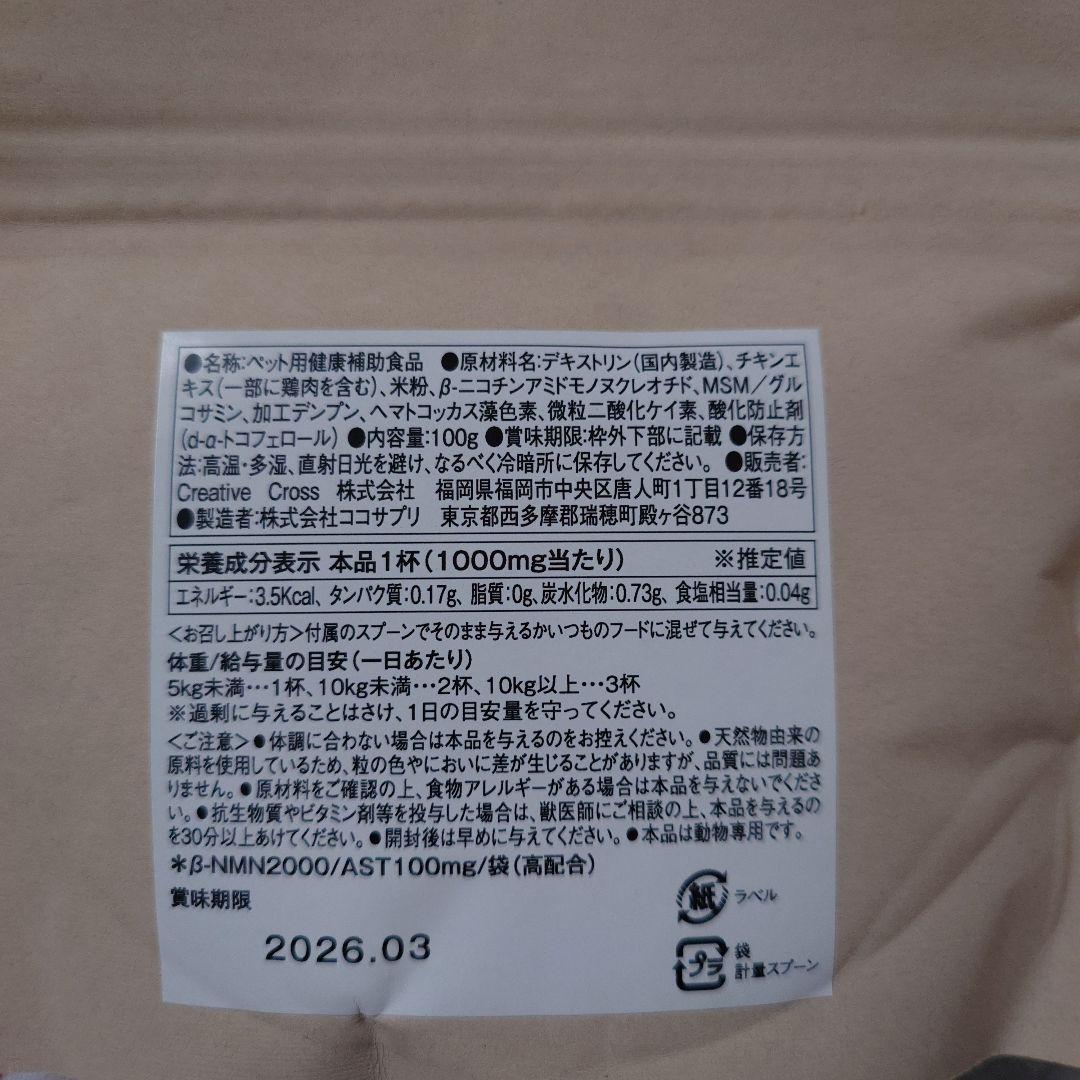 ●名称:ペット用健康補助食品 ●原材料名:デキストリン(国内製造)、チキンエ
キス(一部に鶏肉を含む)、米粉、β-ニコチンアミドモノヌクレオチド、MSM/グル
コサミン、加工デンプン、ヘマトコッカス藻色素、微粒二酸化ケイ素、酸化防止剤
(d-α-トコフェロール) ●内容量:100g ●賞味期限:枠外下部に記載 ●保存方
法:高温・多湿、直射日光を避け、なるべく冷暗所に保存してください。 ●販売者:
Creative Cross 株式会社 福岡県福岡市中央区唐人町1丁目12番18号
●製造者:株式会社ココサプリ 東京都西多摩郡瑞穂町殿ヶ谷873
栄養成分表示 本品1杯(1000mg当たり) ※推定値
エネルギー:3.5Kcal、タンパク質:0.17g、脂質:0g、炭水化物:0.73g、食塩相当量:0.04g
<お召し上がり方>付属のスプーンでそのまま与えるかいつものフードに混ぜて与えてください。
体重/給与量の目安(一日あたり)
5kg未満…1杯、10kg未満…2杯、10kg以上…3杯
※過剰に与えることはさけ、1日の目安量を守ってください。
<ご注意>●体調に合わない場合は本品を与えるのをお控えください。●天然物由来の
原料を使用しているため、粒の色やにおいに差が生じることがありますが、品質には問題あ
りません。●原材料をご確認の上、食物アレルギーがある場合は本品を与えないでくださ
い。●抗生物質やビタミン剤等を投与した場合は、獣医師にご相談の上、本品を与えるの
を30分以上あけてください。●開封後は早めに与えてください。●本品は動物専用です。
*β-NMN2000/AST100mg/袋(高配合)
賞味期限
2026.03
紙 ラベル
プラ 袋
計量スプーン